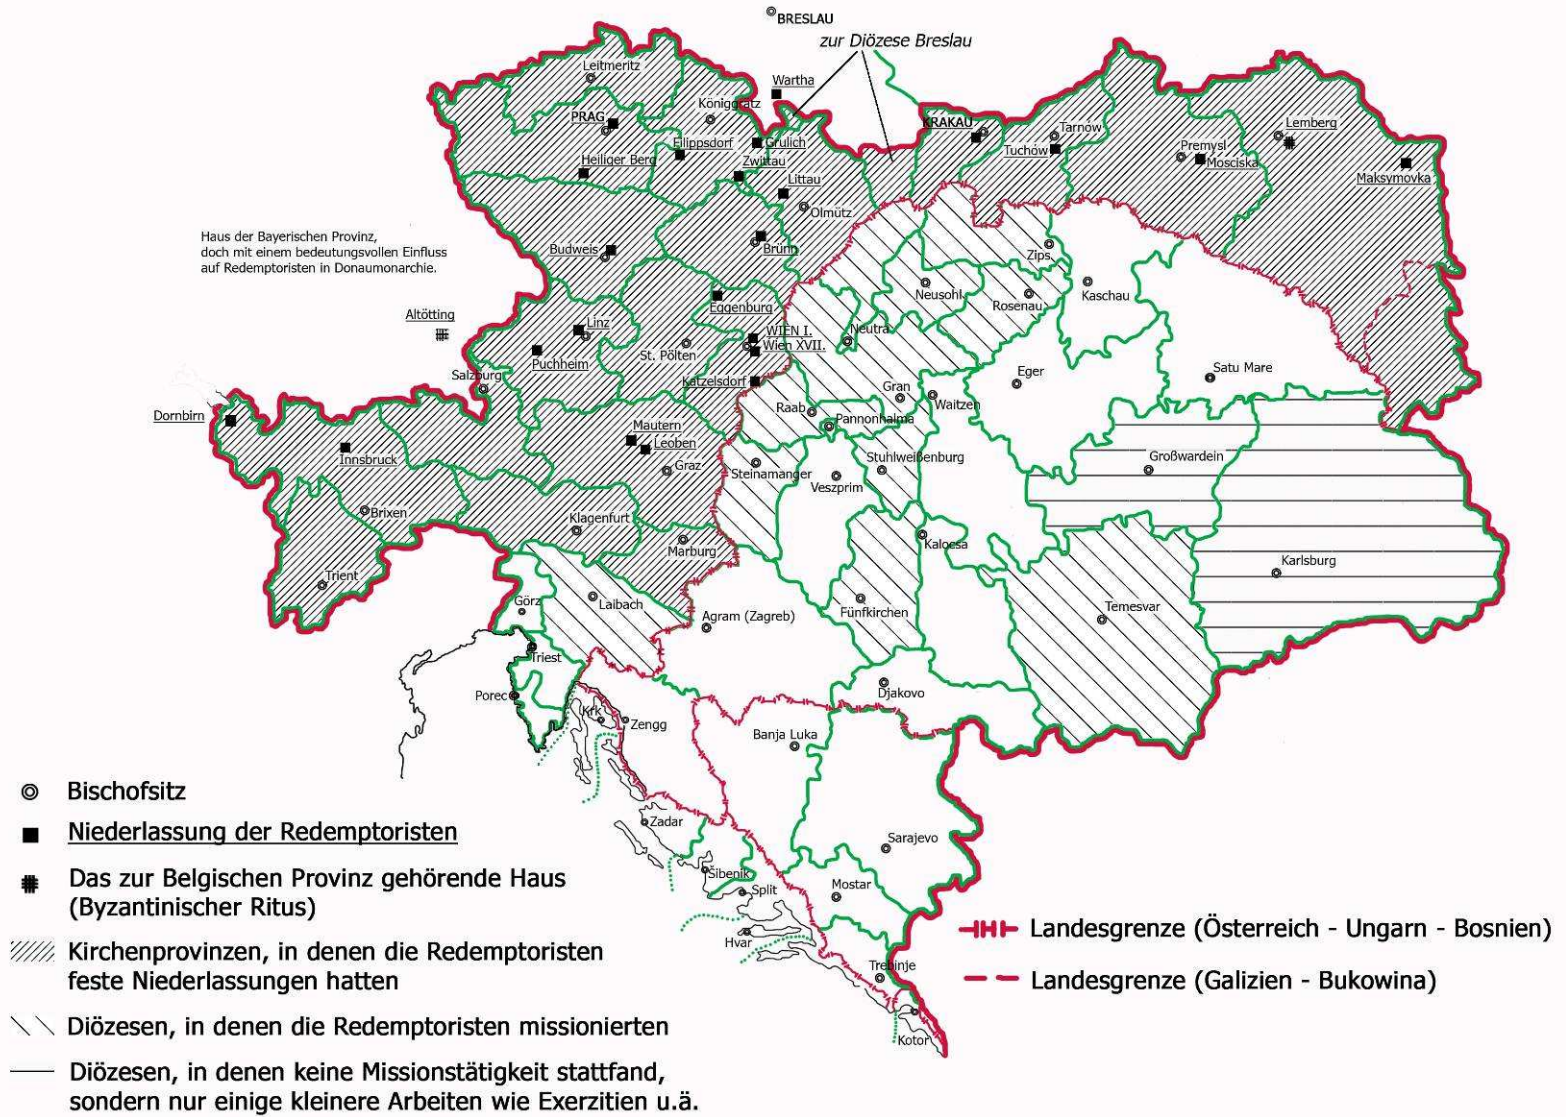 BRESLAU
zur Diözese Breslau
Leitmeritz
Wartha
Königgrätz
PRAG
KRAKAU
Tarnow
Lemberg
Filippsdorf
Grulich
Tuchów
Premysl
Mosciska
Heiliger Berg
Zwittau
Littau
Maksymovka
Olmütz
Haus der Bayerischen Provinz,
doch mit einem bedeutungsvollen Einfluss
auf Redemptoristen in Donaumonarchie.
Budweis
Brünn
Zips
Neusohl
Rosenau
Kaschau
Altötting
Eggenburg
Linz
WIEN I.
Wien XVII.
Neutra
St. Pölten
Puchheim
Salzburg
Katzelsdorf
Eger
Satu Mare
Gran
Waitzen
Dornbirn
Raab
Pannonhalma
Mautern
Leoben
Innsbruck
Graz
Steinamanger
Stuhlweißenburg
Veszprim
Großwardein
Brixen
Klagenfurt
Marburg
Kalocsa
Karlsburg
Trient
Görz
Laibach
Agram (Zagreb)
Fünfkirchen
Temesvar
Triest
Porec
Krk
Zengg
Djakovo
Banja Luka
Zadar
Sarajevo
Šibenik
Split
Mostar
Hvar
Trebinje
Kotor
Bischofsitz
Niederlassung der Redemptoristen
Das zur Belgischen Provinz gehörende Haus
(Byzantinischer Ritus)
Kirchenprovinzen, in denen die Redemptoristen
feste Niederlassungen hatten
Diözesen, in denen die Redemptoristen missionierten
Diözesen, in denen keine Missionstätigkeit stattfand,
sondern nur einige kleinere Arbeiten wie Exerzitien u.ä.
Landesgrenze (Österreich - Ungarn - Bosnien)
Landesgrenze (Galizien - Bukowina)